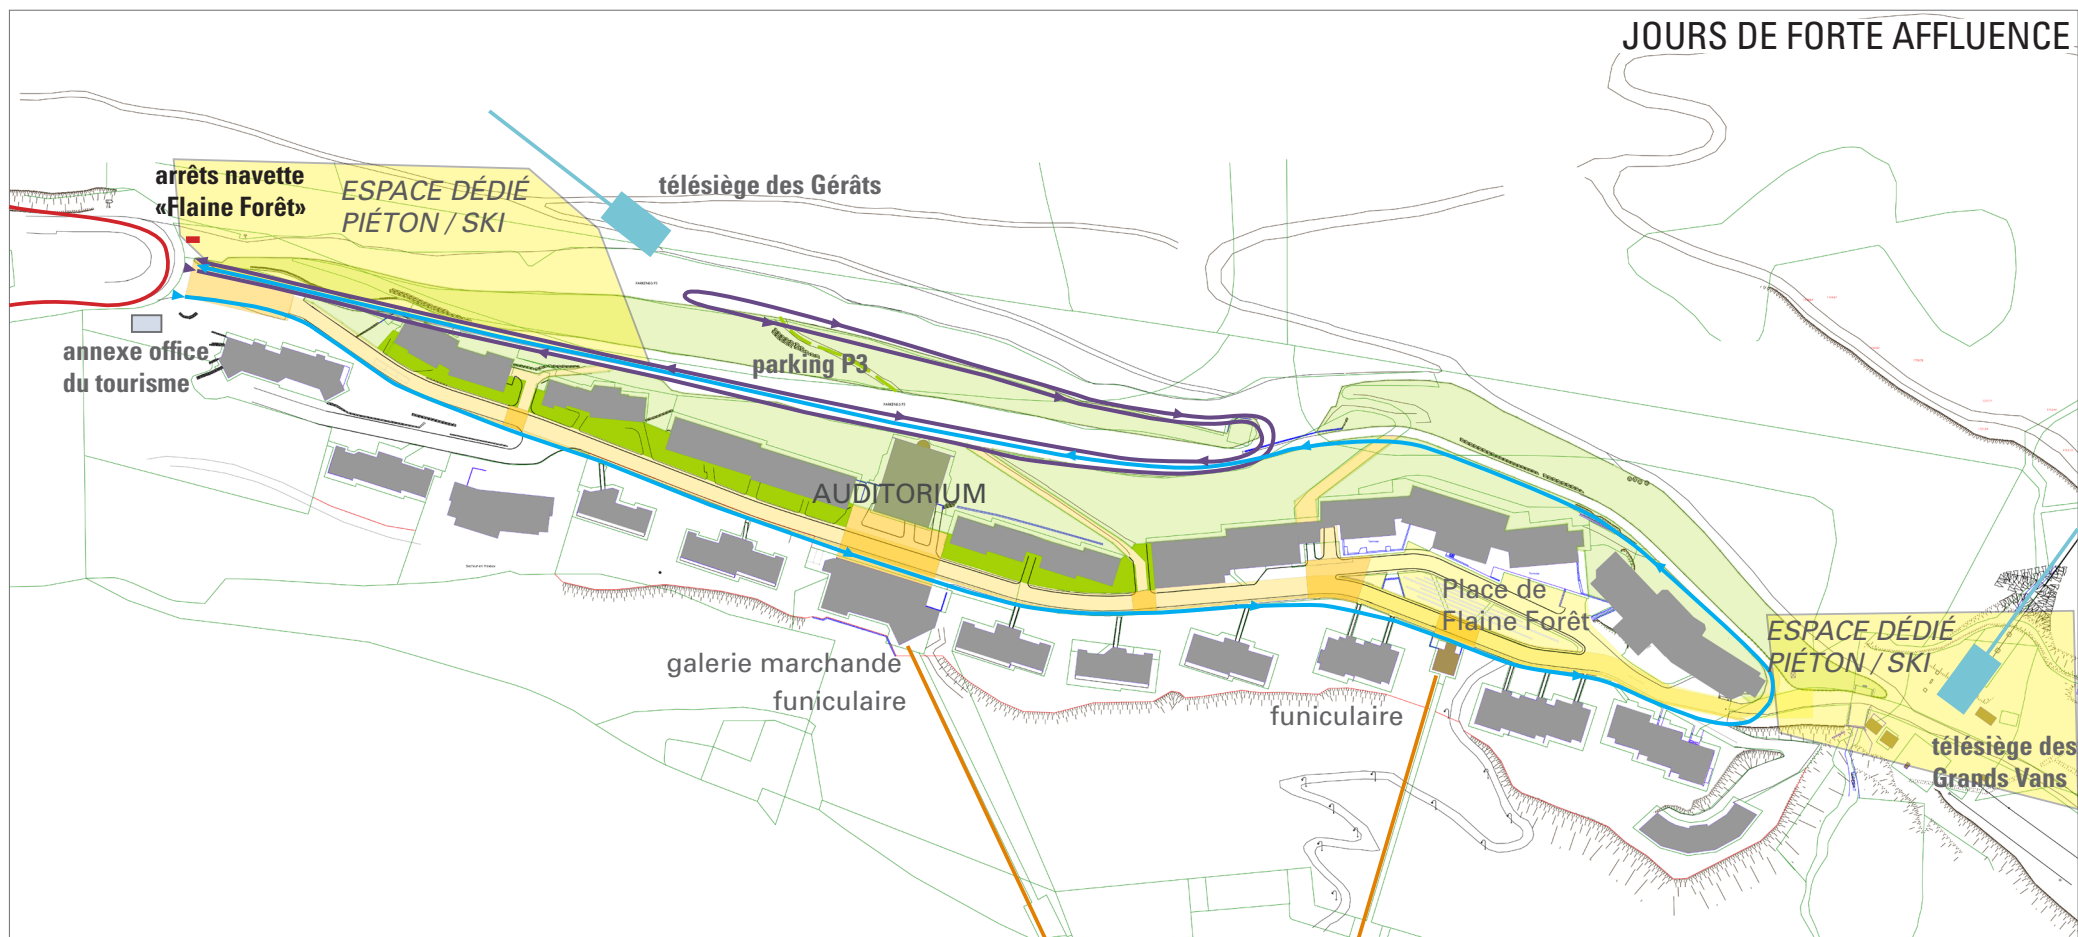 JOURS DE FORTE AFFLUENCE
arrêts navette
«Flaine Forêt»
ESPACE DÉDIÉ
PIÉTON / SKI
télésiège des Gérâts
annexe office
du tourisme
parking P3
AUDITORIUM
Place de
Flaine Forêt
ESPACE DÉDIÉ
PIÉTON / SKI
galerie marchande
funiculaire
funiculaire
télésiège des
Grands Vans